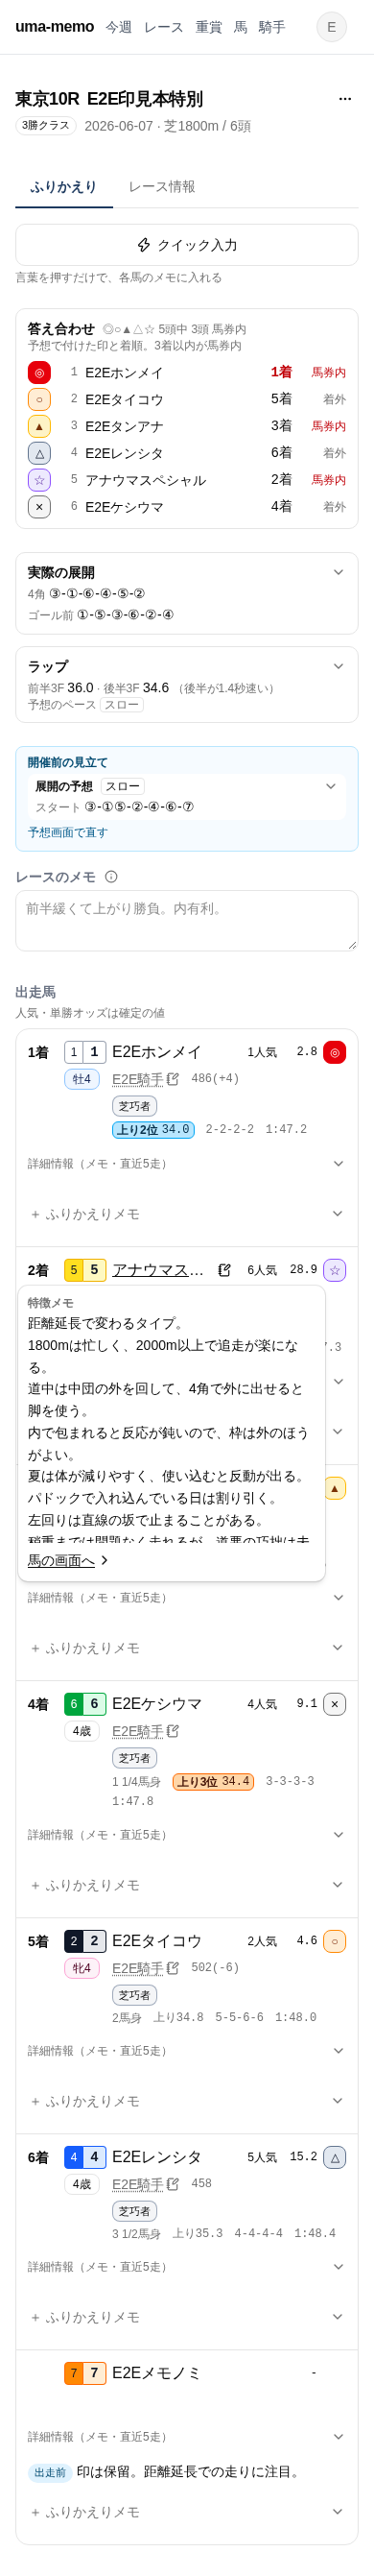 uma-memo 今週 レース 重賞 馬 騎手 E
東京10R E2E印見本特別 …
3勝クラス 2026-06-07 · 芝1800m / 6頭
ふりかえり レース情報
クイック入力
言葉を押すだけで、各馬のメモに入れる
答え合わせ ◎○▲△☆ 5頭中 3頭 馬券内
予想で付けた印と着順。3着以内が馬券内
◎ 1 E2Eホンメイ 1着 馬券内
○ 2 E2Eタイコウ 5着 着外
▲ 3 E2Eタンアナ 3着 馬券内
△ 4 E2Eレンシタ 6着 着外
☆ 5 アナウマスペシャル 2着 馬券内
× 6 E2Eケシウマ 4着 着外
実際の展開
4角 ③-①-⑥-④-⑤-②
ゴール前 ①-⑤-③-⑥-②-④
ラップ
前半3F 36.0 · 後半3F 34.6 （後半が1.4秒速い）
予想のペース スロー
開催前の見立て
展開の予想 スロー
スタート ③-①⑤-②-④-⑥-⑦
予想画面で直す
レースのメモ
前半緩くて上がり勝負。内有利。
出走馬
人気・単勝オッズは確定の値
1着 1 1 E2Eホンメイ 1人気 2.8 ◎
牡4 E2E騎手 486(+4)
芝巧者
上り2位 34.0 2-2-2-2 1:47.2
詳細情報（メモ・直近5走）
＋ ふりかえりメモ
2着 5 5 アナウマス… 6人気 28.9 ☆
特徴メモ
距離延長で変わるタイプ。
7.3
1800mは忙しく、2000m以上で追走が楽にな
る。
道中は中団の外を回して、4角で外に出せると
脚を使う。
内で包まれると反応が鈍いので、枠は外のほう
がよい。
夏は体が減りやすく、使い込むと反動が出る。
パドックで入れ込んでいる日は割り引く。
▲
左回りは直線の坂で止まることがある。
稍重までは問題なく走れるが、道悪の巧拙は未
馬の画面へ
詳細情報（メモ・直近5走）
＋ ふりかえりメモ
4着 6 6 E2Eケシウマ 4人気 9.1 ×
4歳 E2E騎手
芝巧者
1 1/4馬身 上り3位 34.4 3-3-3-3
1:47.8
詳細情報（メモ・直近5走）
＋ ふりかえりメモ
5着 2 2 E2Eタイコウ 2人気 4.6 ○
牝4 E2E騎手 502(-6)
芝巧者
2馬身 上り34.8 5-5-6-6 1:48.0
詳細情報（メモ・直近5走）
＋ ふりかえりメモ
6着 4 4 E2Eレンシタ 5人気 15.2 △
4歳 E2E騎手 458
芝巧者
3 1/2馬身 上り35.3 4-4-4-4 1:48.4
詳細情報（メモ・直近5走）
＋ ふりかえりメモ
7 7 E2Eメモノミ -
詳細情報（メモ・直近5走）
出走前 印は保留。距離延長での走りに注目。
＋ ふりかえりメモ